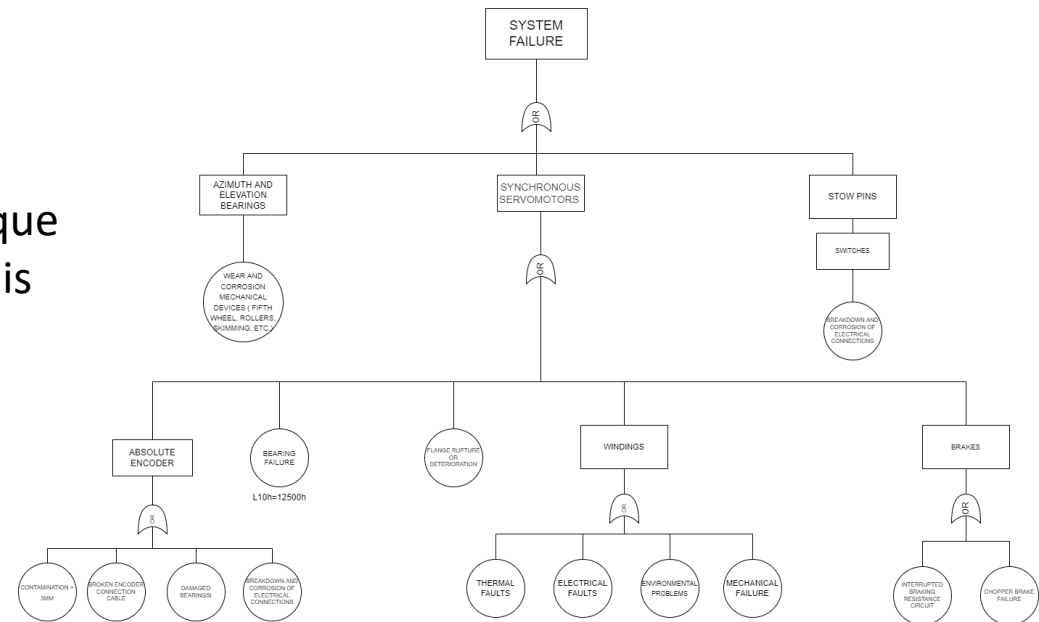 SYSTEM
FAILURE
OR
AZIMUTH AND
ELEVATION
BEARINGS
SYNCHRONOUS
SERVOMOTORS
STOW PINS
que
is
SWITCHES
WEAR AND
CORROSION
MECHANICAL
DEVICES ( FIFTH
WHEEL, ROLLERS,
SKIMMING, ETC.)
OR
BREAKDOWN AND
CORROSION OF
ELECTRICAL
CONNECTIONS
ABSOLUTE
ENCODER
BEARING
FAILURE
L10h=12500h
FLANGE RUPTURE
OR
DETERIORATION
WINDINGS
BRAKES
OR
OR
OR
CONTAMINATION >
3MM
BROKEN ENCODER
CONNECTION
CABLE
DAMAGED
BEARINGSI
BREAKDOWN AND
CORROSION OF
ELECTRICAL
CONNECTIONS
THERMAL
FAULTS
ELECTRICAL
FAULTS
ENVIRONMENTAL
PROBLEMS
MECHANICAL
FAILURE
INTERRUPTED
BRAKING
RESISTANCE
CIRCUIT
CHOPPER BRAKE
FAILURE